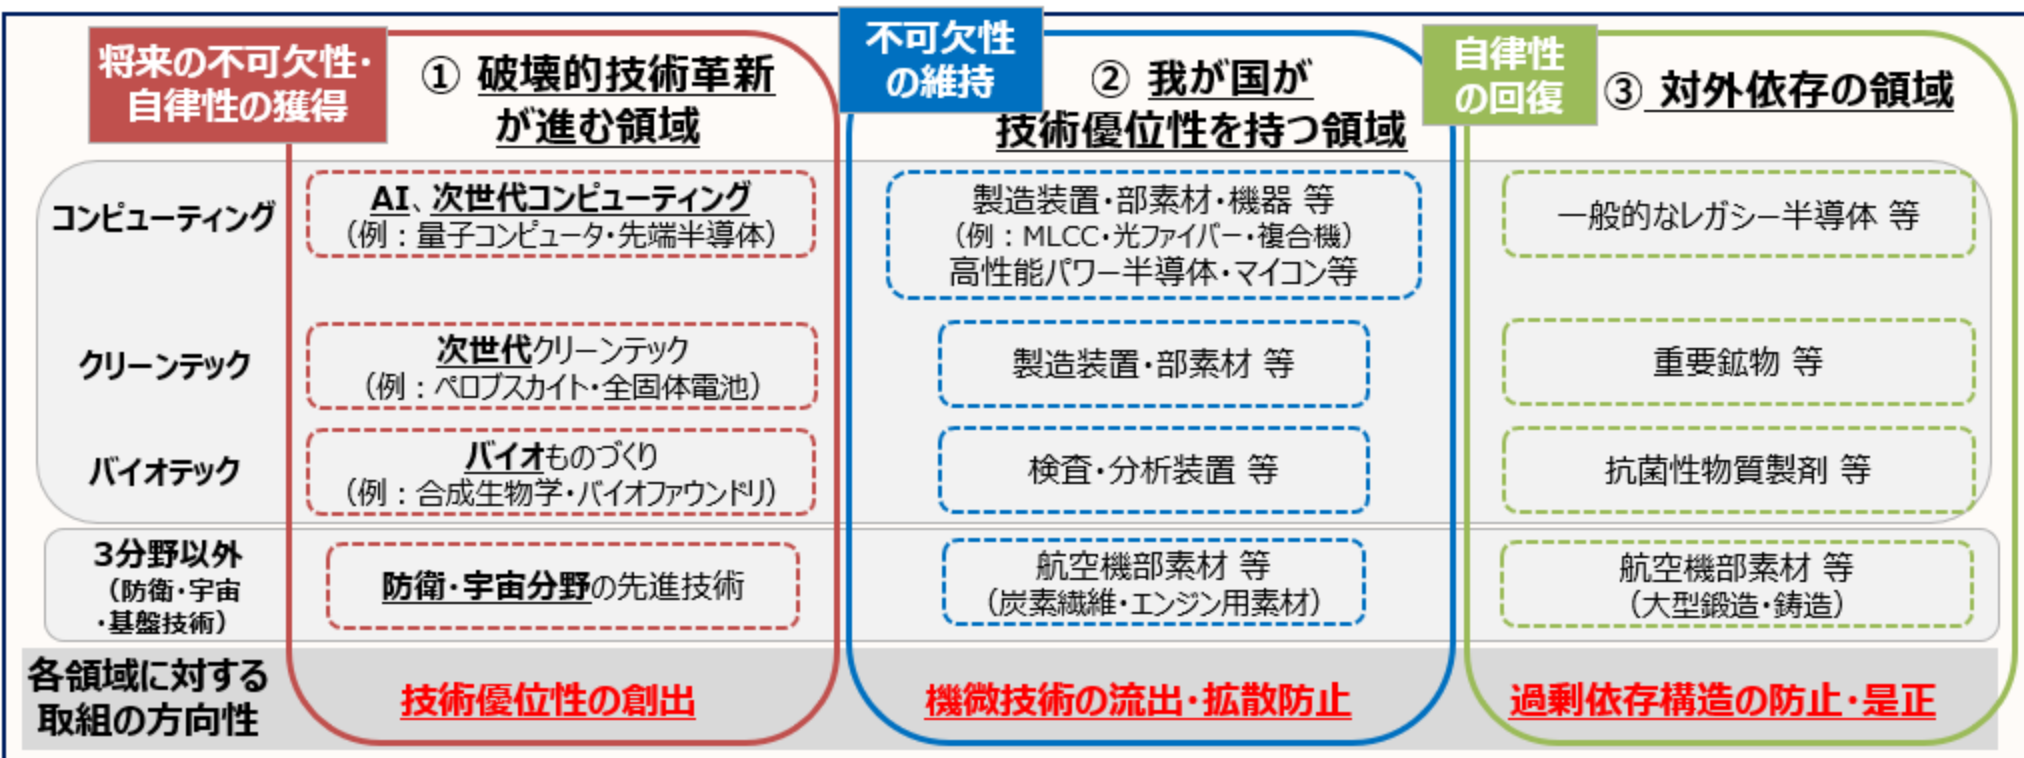 将来の不可欠性・
自律性の獲得
① 破壊的技術革新
が進む領域
不可欠性
の維持
② 我が国が
技術優位性を持つ領域
自律性
の回復
③ 対外依存の領域
コンピューティング
AI、次世代コンピューティング
（例：量子コンピュータ・先端半導体）
製造装置・部素材・機器 等
（例：MLCC・光ファイバー・複合機）
高性能パワー半導体・マイコン等
一般的なレガシー半導体 等
クリーンテック
次世代クリーンテック
（例：ペロブスカイト・全固体電池）
製造装置・部素材 等
重要鉱物 等
バイオテック
バイオものづくり
（例：合成生物学・バイオファウンドリ）
検査・分析装置 等
抗菌性物質製剤 等
3分野以外
（防衛・宇宙
・基盤技術）
防衛・宇宙分野の先進技術
航空機部素材 等
（炭素繊維・エンジン用素材）
航空機部素材 等
（大型鍛造・鋳造）
各領域に対する
取組の方向性
技術優位性の創出
機微技術の流出・拡散防止
過剰依存構造の防止・是正